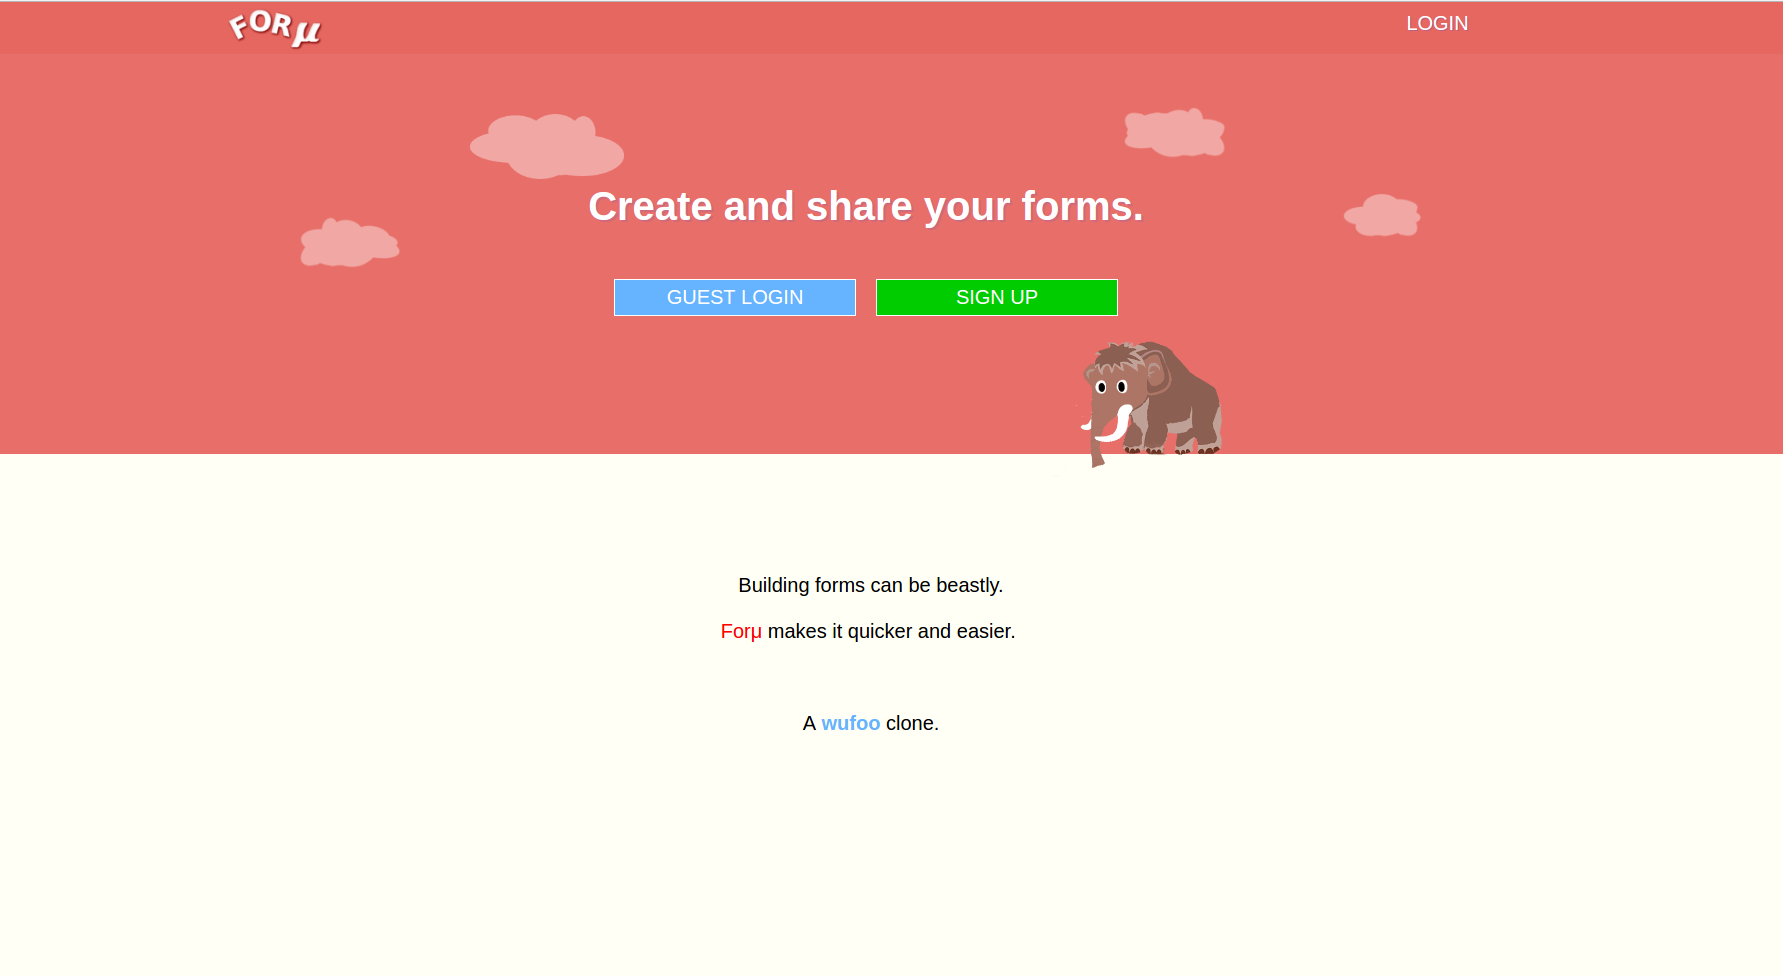 FORμ
LOGIN
Create and share your forms.
GUEST LOGIN
SIGN UP
Building forms can be beastly.
Forμ makes it quicker and easier.
A wufoo clone.